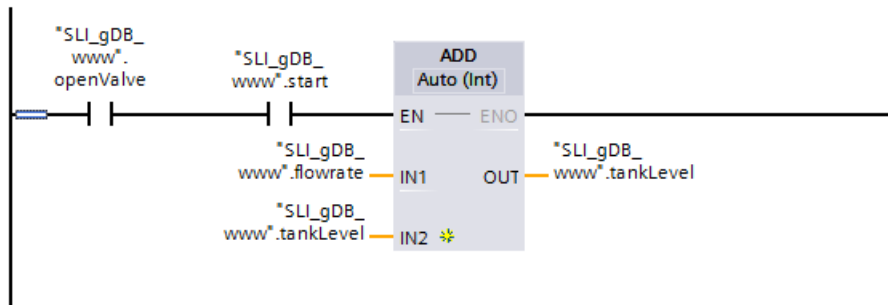 "SLI_gDB_
www".
openValve
"SLI_gDB_
www".start
ADD
Auto (Int)
EN
ENO
"SLI_gDB_
www".flowrate
IN1
OUT
"SLI_gDB_
www".tankLevel
"SLI_gDB_
www".tankLevel
IN2